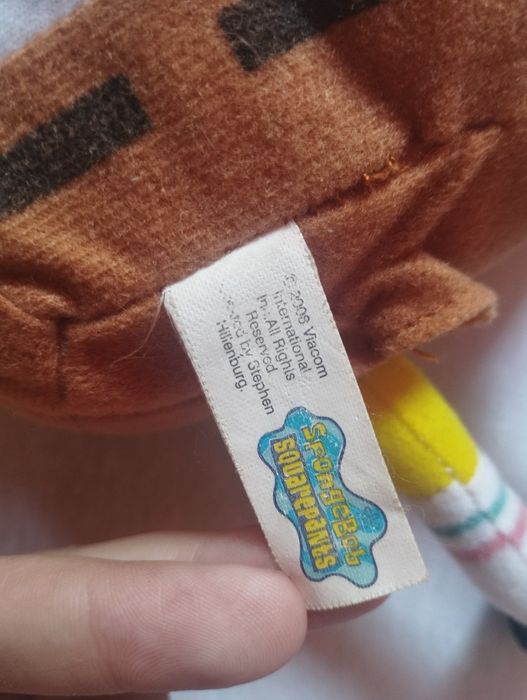 © 2006 Viacom
International
Inc. All Rights
Reserved
by Stephen
Hillenburg.
SPONGEBOB
SQUAREPANTS